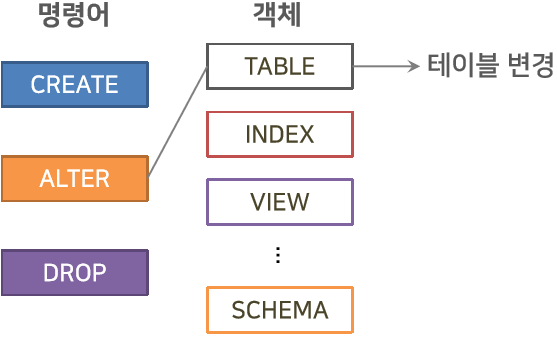 명령어
객체
CREATE
TABLE
테이블 변경
INDEX
ALTER
VIEW
DROP
⋮
SCHEMA